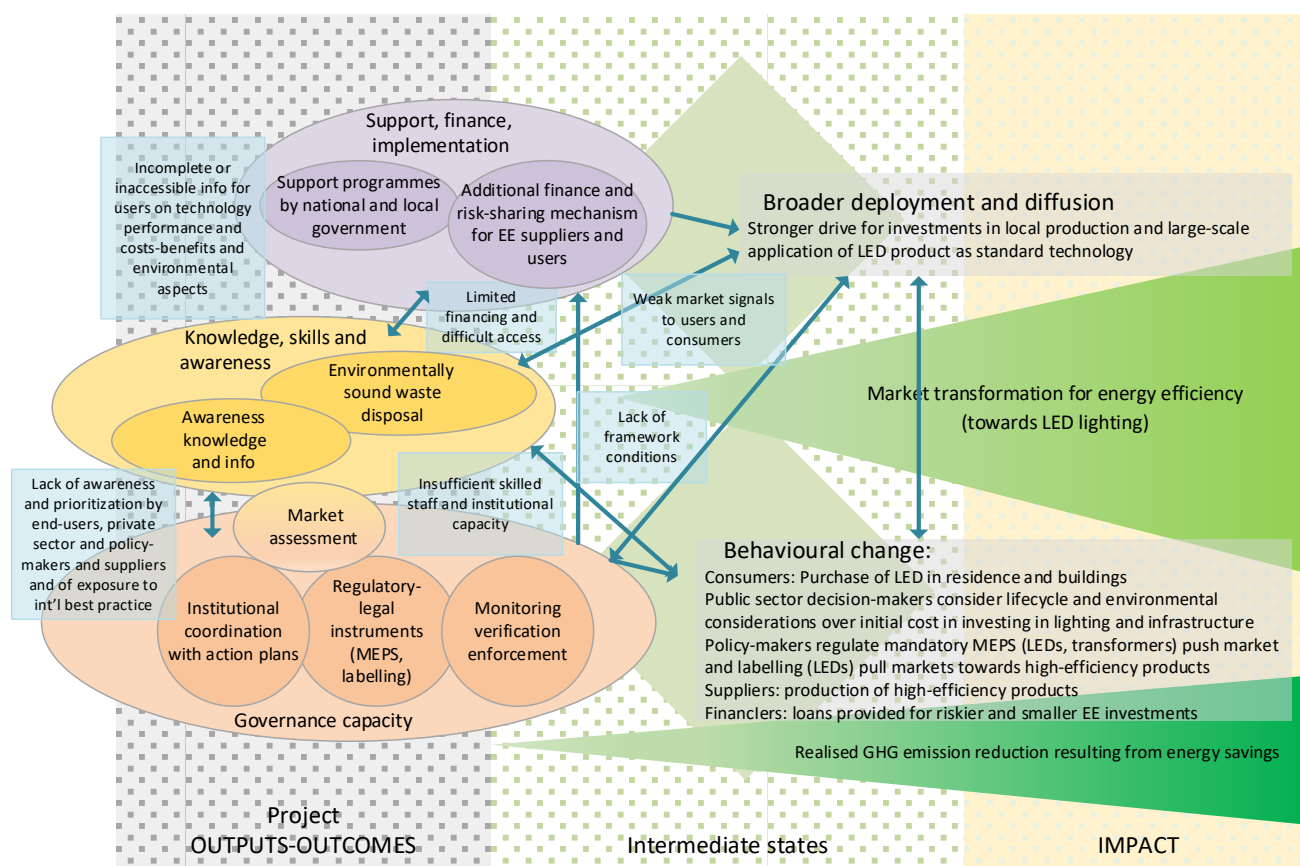 Support, finance,
implementation
Support programmes
by national and local
government
Additional finance and
risk-sharing mechanism
for EE suppliers and
users
Incomplete or
inaccessible info for
users on technology
performance and
costs-benefits and
environmental
aspects
Limited
financing and
difficult access
Weak market signals
to users and
consumers
Broader deployment and diffusion
Stronger drive for investments in local production and large-scale
application of LED product as standard technology
Knowledge, skills and
awareness
Environmentally
sound waste
disposal
Awareness
knowledge
and info
Lack of
framework
conditions
Market transformation for energy efficiency
(towards LED lighting)
Lack of awareness
and prioritization by
end-users, private
sector and policy-
makers and suppliers
and of exposure to
int'l best practice
Insufficient skilled
staff and institutional
capacity
Market
assessment
Institutional
coordination
with action plans
Regulatory-
legal
instruments
(MEPS,
labelling)
Monitoring
verification
enforcement
Governance capacity
Behavioural change:
Consumers: Purchase of LED in residence and buildings
Public sector decision-makers consider lifecycle and environmental
considerations over initial cost in investing in lighting and infrastructure
Policy-makers regulate mandatory MEPS (LEDs, transformers) push market
and labelling (LEDs) pull markets towards high-efficiency products
Suppliers: production of high-efficiency products
Financiers: loans provided for riskier and smaller EE investments
Realised GHG emission reduction resulting from energy savings
Project
OUTPUTS-OUTCOMES
Intermediate states
IMPACT